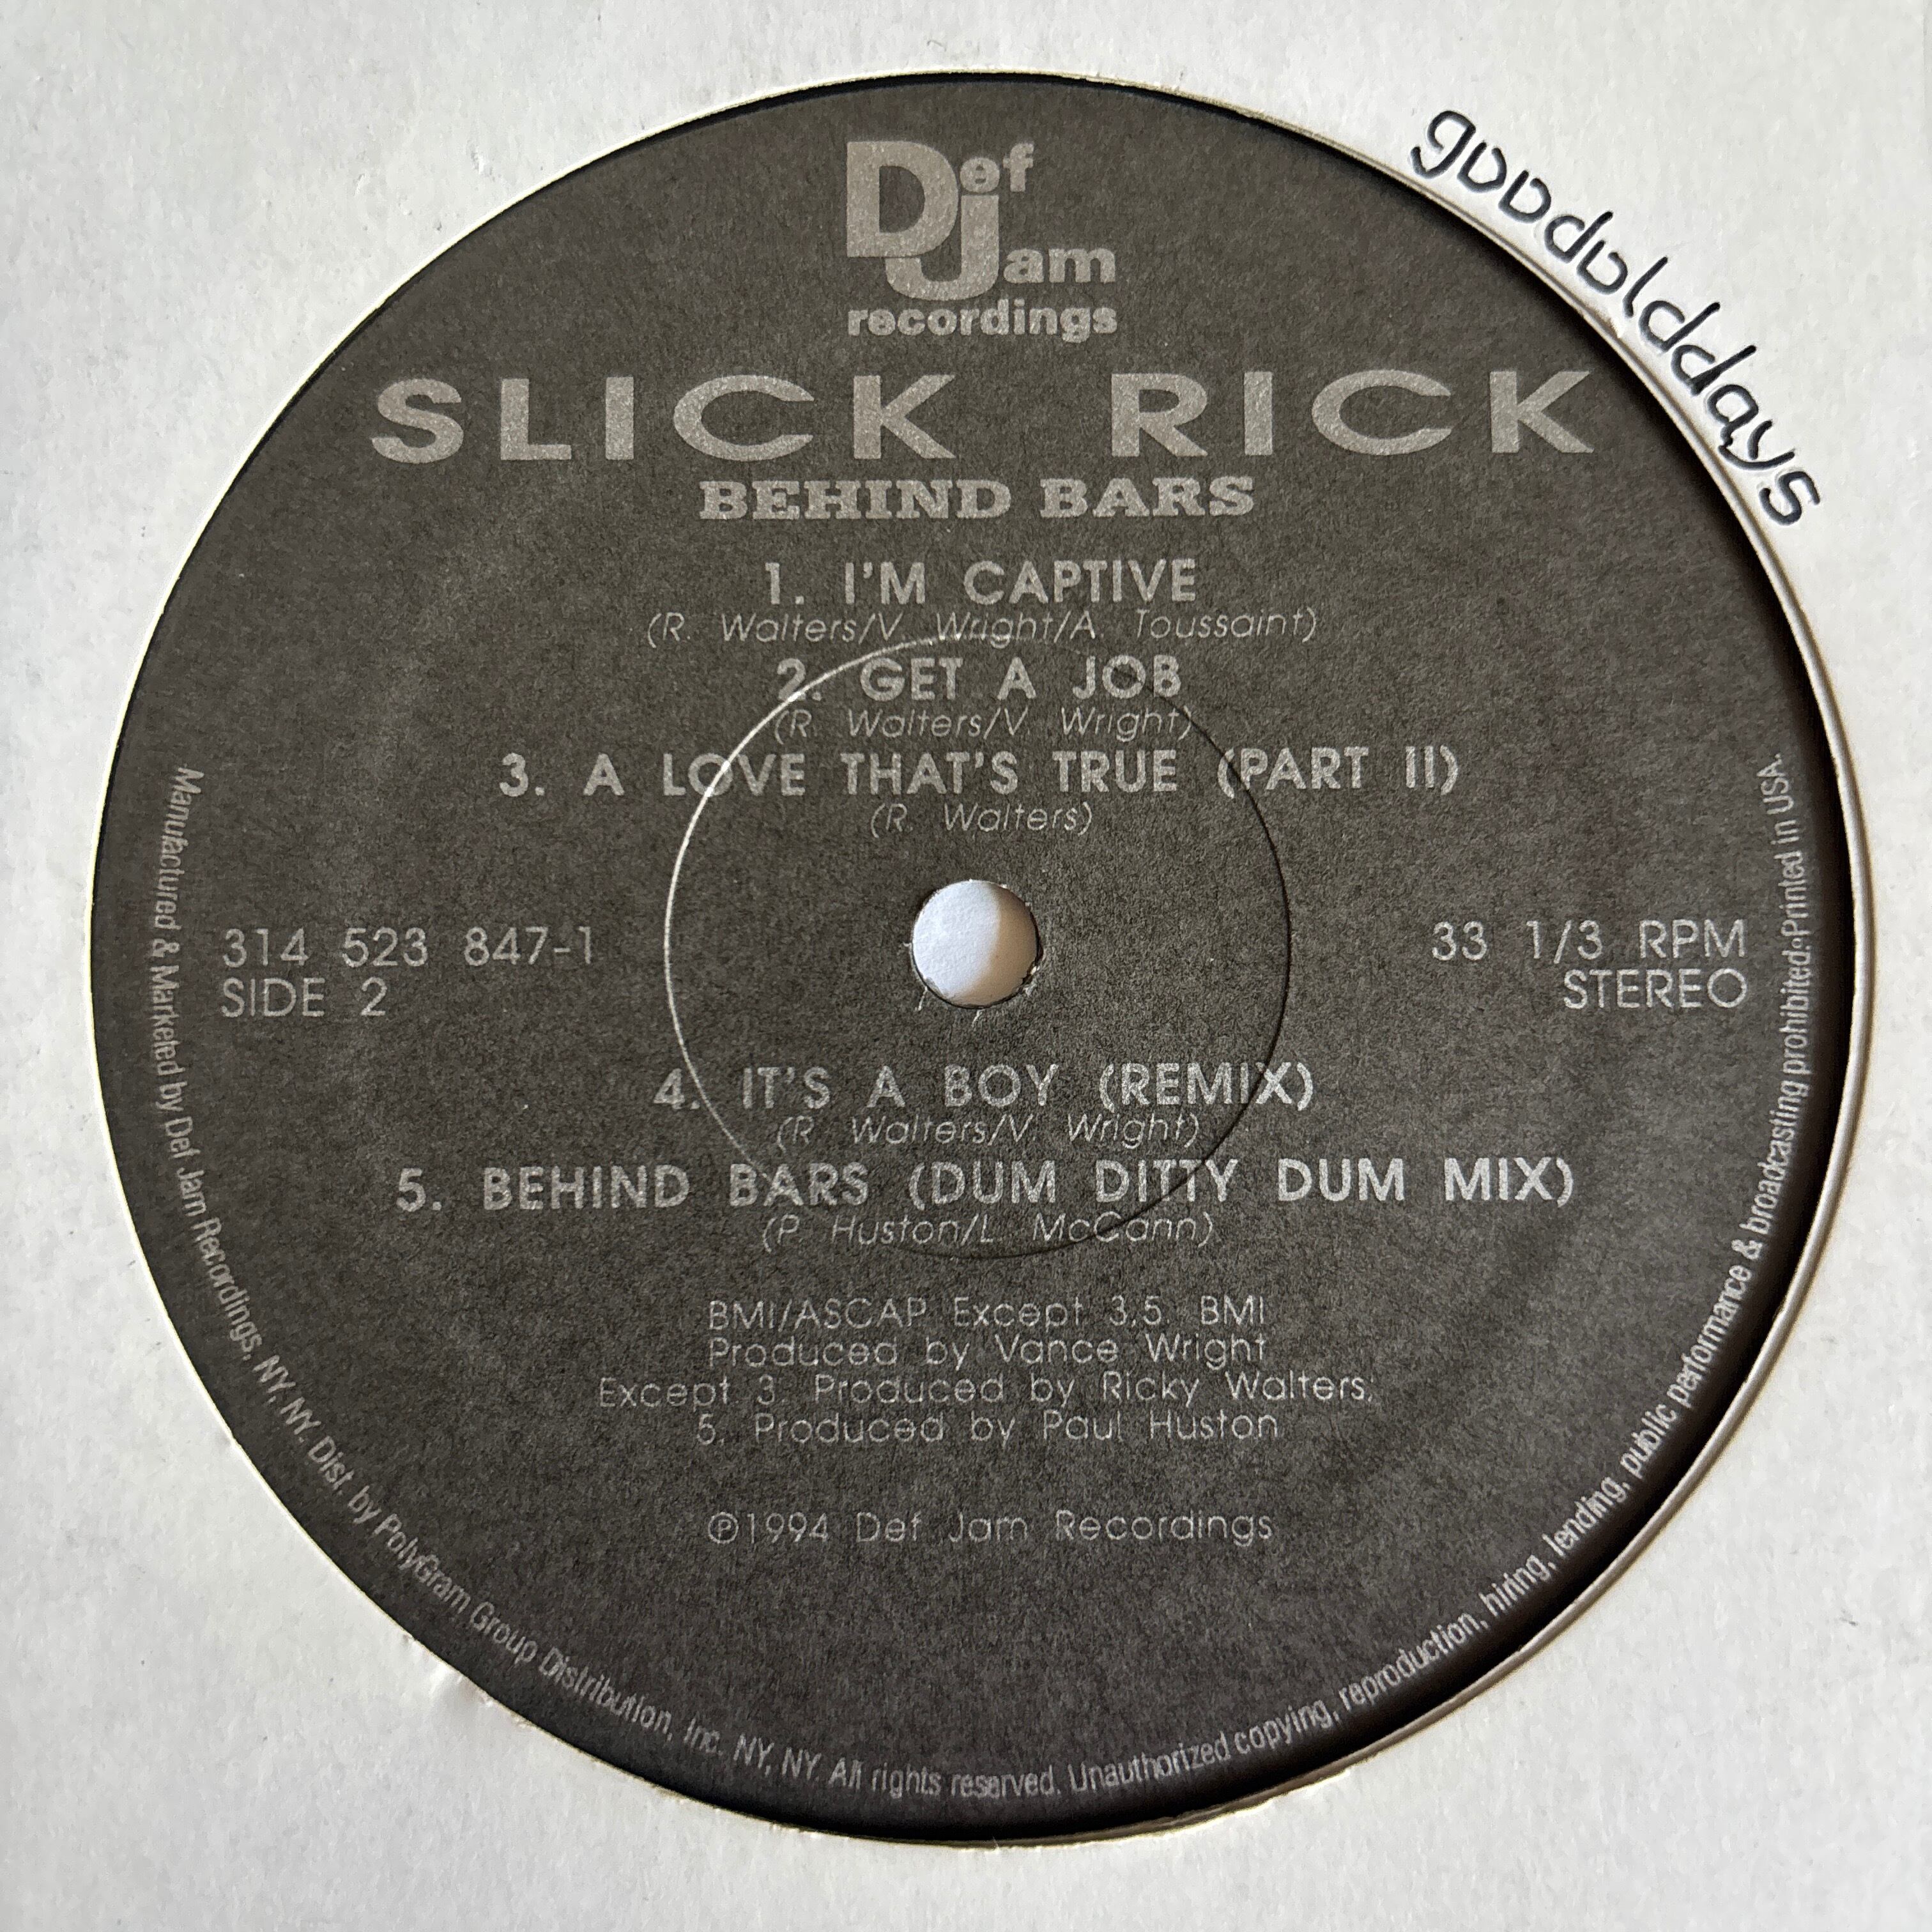 Def
Jam
recordings
SLICK RICK
BEHIND BARS
1. I'M CAPTIVE
(R. Walters/V. Wright/A. Toussaint)
2. GET A JOB
(R. Walters/V. Wright)
3. A LOVE THAT'S TRUE (PART II)
(R. Walters)
314 523 847-1
SIDE 2
33 1/3 RPM
STEREO
4. IT'S A BOY (REMIX)
(R. Walters/V. Wright)
5. BEHIND BARS (DUM DITTY DUM MIX)
(P. Huston/L. McCann)
BMI/ASCAP Except 3,5. BMI
Produced by Vance Wright
Except 3. Produced by Ricky Walters;
5. Produced by Paul Huston
℗1994 Def Jam Recordings
Manufactured & Marketed by Def Jam Recordings, NY, NY. Dist. by PolyGram Group Distribution, Inc. NY, NY. All rights reserved. Unauthorized copying, reproduction, hiring, lending, public performance & broadcasting prohibited. Printed in USA.
goodolddays